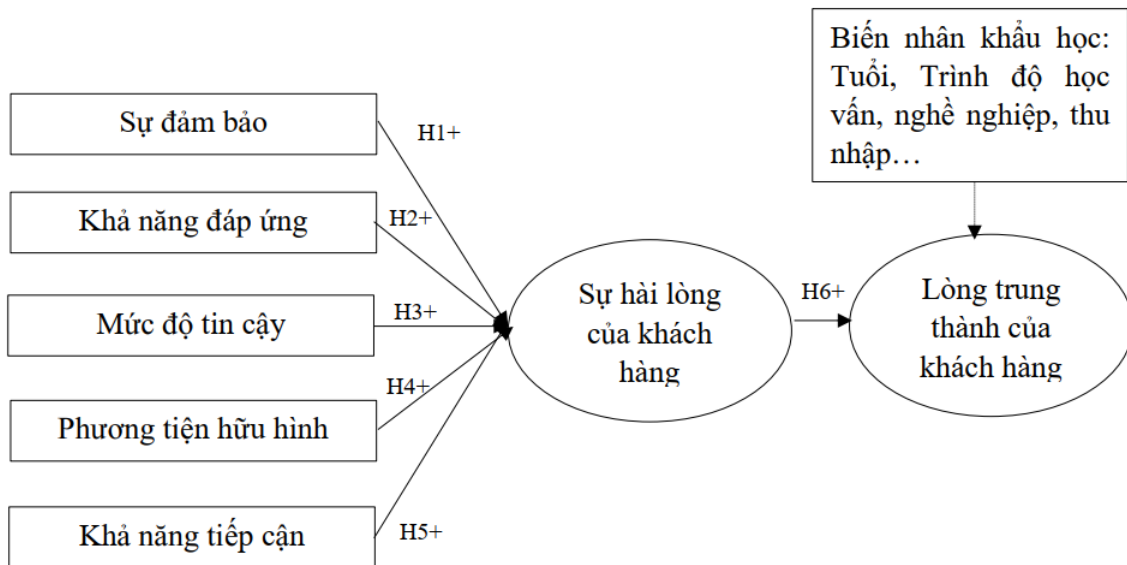 Biến nhân khẩu học:
Tuổi, Trình độ học
vấn, nghề nghiệp, thu
nhập…
Sự đảm bảo
H1+
Khả năng đáp ứng
H2+
Mức độ tin cậy
H3+
Phương tiện hữu hình
H4+
Khả năng tiếp cận
H5+
Sự hài lòng
của khách
hàng
H6+
Lòng trung
thành của
khách hàng